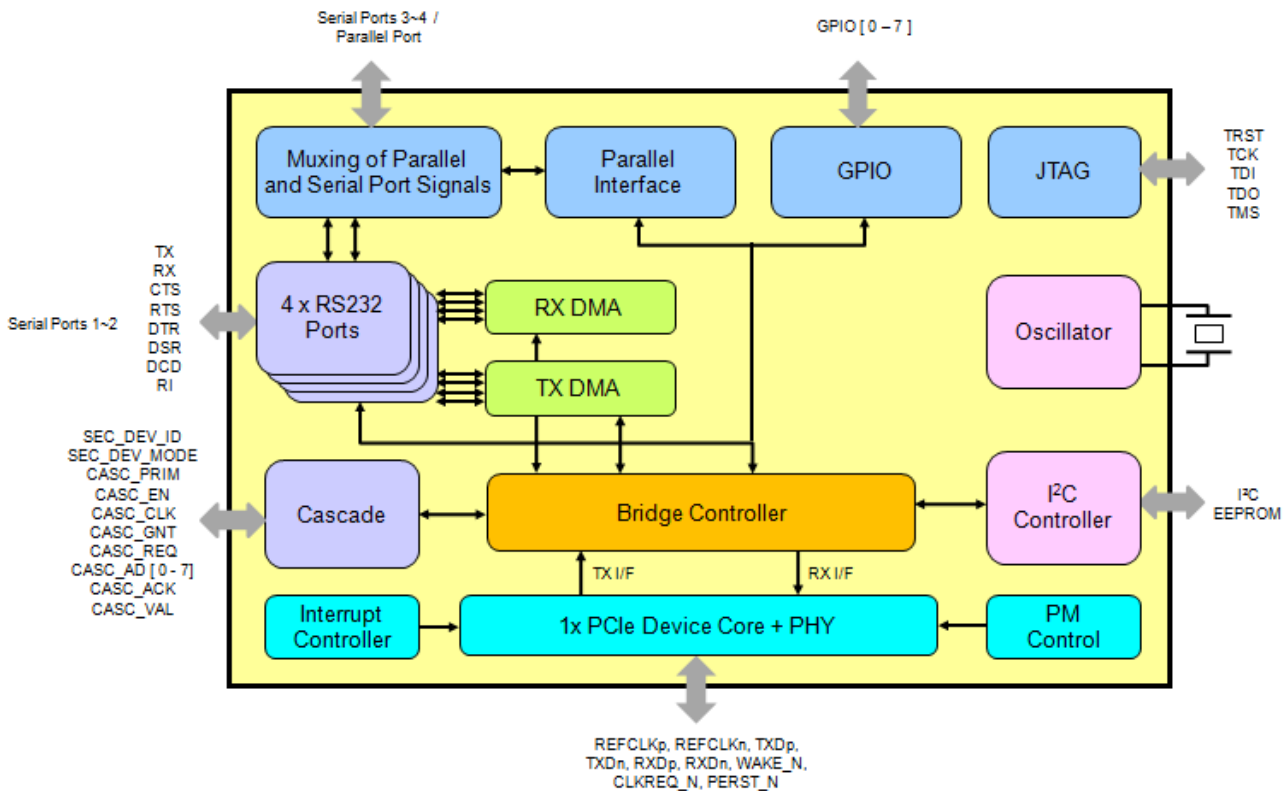 Serial Ports 3~4 /
Parallel Port
GPIO [ 0 – 7 ]
Muxing of Parallel
and Serial Port Signals
Parallel
Interface
GPIO
JTAG
TRST
TCK
TDI
TDO
TMS
Serial Ports 1~2
TX
RX
CTS
RTS
DTR
DSR
DCD
RI
4 x RS232
Ports
RX DMA
TX DMA
Oscillator
SEC_DEV_ID
SEC_DEV_MODE
CASC_PRIM
CASC_EN
CASC_CLK
CASC_GNT
CASC_REQ
CASC_AD [ 0 - 7]
CASC_ACK
CASC_VAL
Cascade
Bridge Controller
I²C
Controller
I²C
EEPROM
TX I/F
RX I/F
Interrupt
Controller
1x PCIe Device Core + PHY
PM
Control
REFCLKp, REFCLKn, TXDp,
TXDn, RXDp, RXDn, WAKE_N,
CLKREQ_N, PERST_N